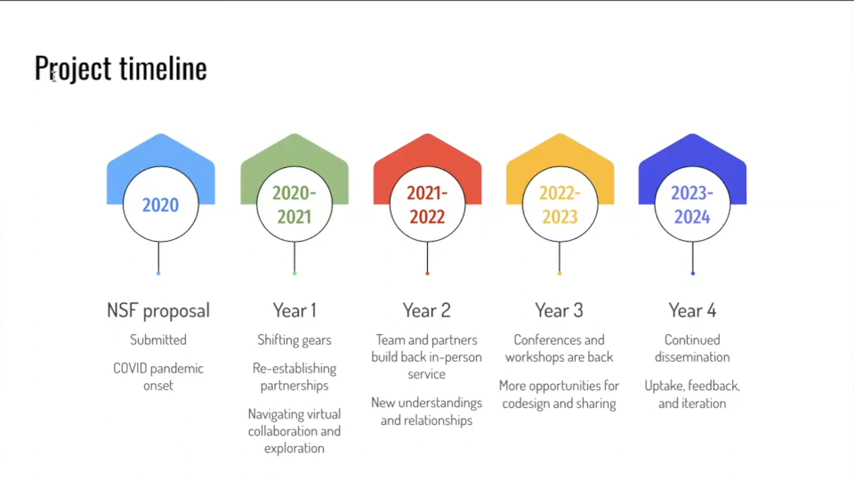 Project timeline
2020
2020-
2021
2021-
2022
2022-
2023
2023-
2024
NSF proposal
Submitted
COVID pandemic
onset
Year 1
Shifting gears
Re-establishing
partnerships
Navigating virtual
collaboration and
exploration
Year 2
Team and partners
build back in-person
service
New understandings
and relationships
Year 3
Conferences and
workshops are back
More opportunities for
codesign and sharing
Year 4
Continued
dissemination
Uptake, feedback,
and iteration